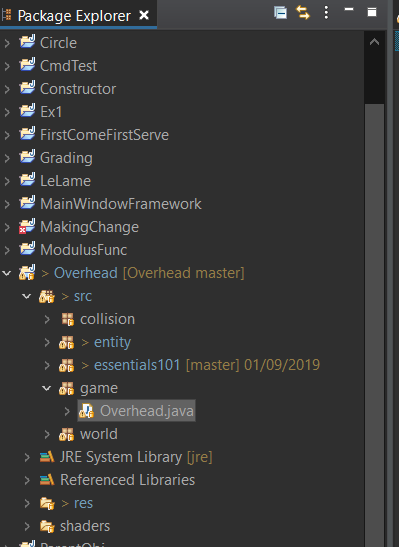 Package Explorer
Circle
CmdTest
Constructor
Ex1
FirstComeFirstServe
Grading
LeLame
MainWindowFramework
MakingChange
ModulusFunc
> Overhead [Overhead master]
> src
collision
> entity
> essentials101 [master] 01/09/2019
game
Overhead.java
world
JRE System Library [jre]
Referenced Libraries
> res
shaders
ParentObj